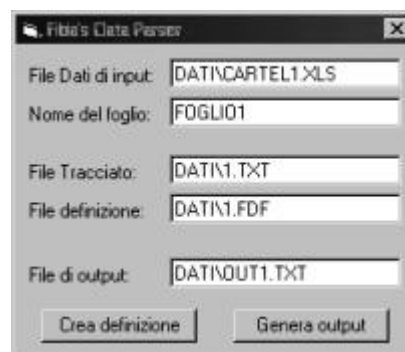 Fibia's Data Parser
File Dati di input: DATI\CARTEL1.XLS
Nome del foglio: FOGLIO1
File Tracciato: DATI\1.TXT
File definizione: DATI\1.FDF
File di output: DATI\OUT1.TXT
Crea definizione Genera output